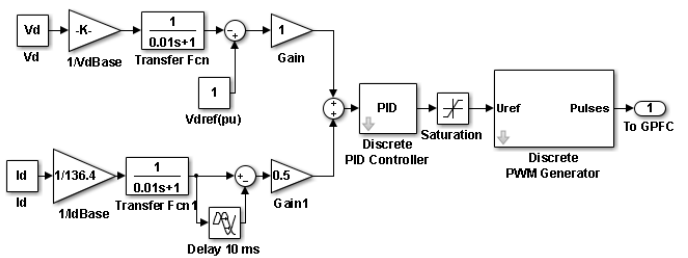 Vd
Vd
-K-
1/VdBase
1
0.01s+1
Transfer Fcn
1
Vdref(pu)
1
Gain
Id
Id
1/136.4
1/IdBase
1
0.01s+1
Transfer Fcn1
Delay 10 ms
0.5
Gain1
PID
Discrete
PID Controller
Saturation
Uref
Pulses
Discrete
PWM Generator
1
To GPFC